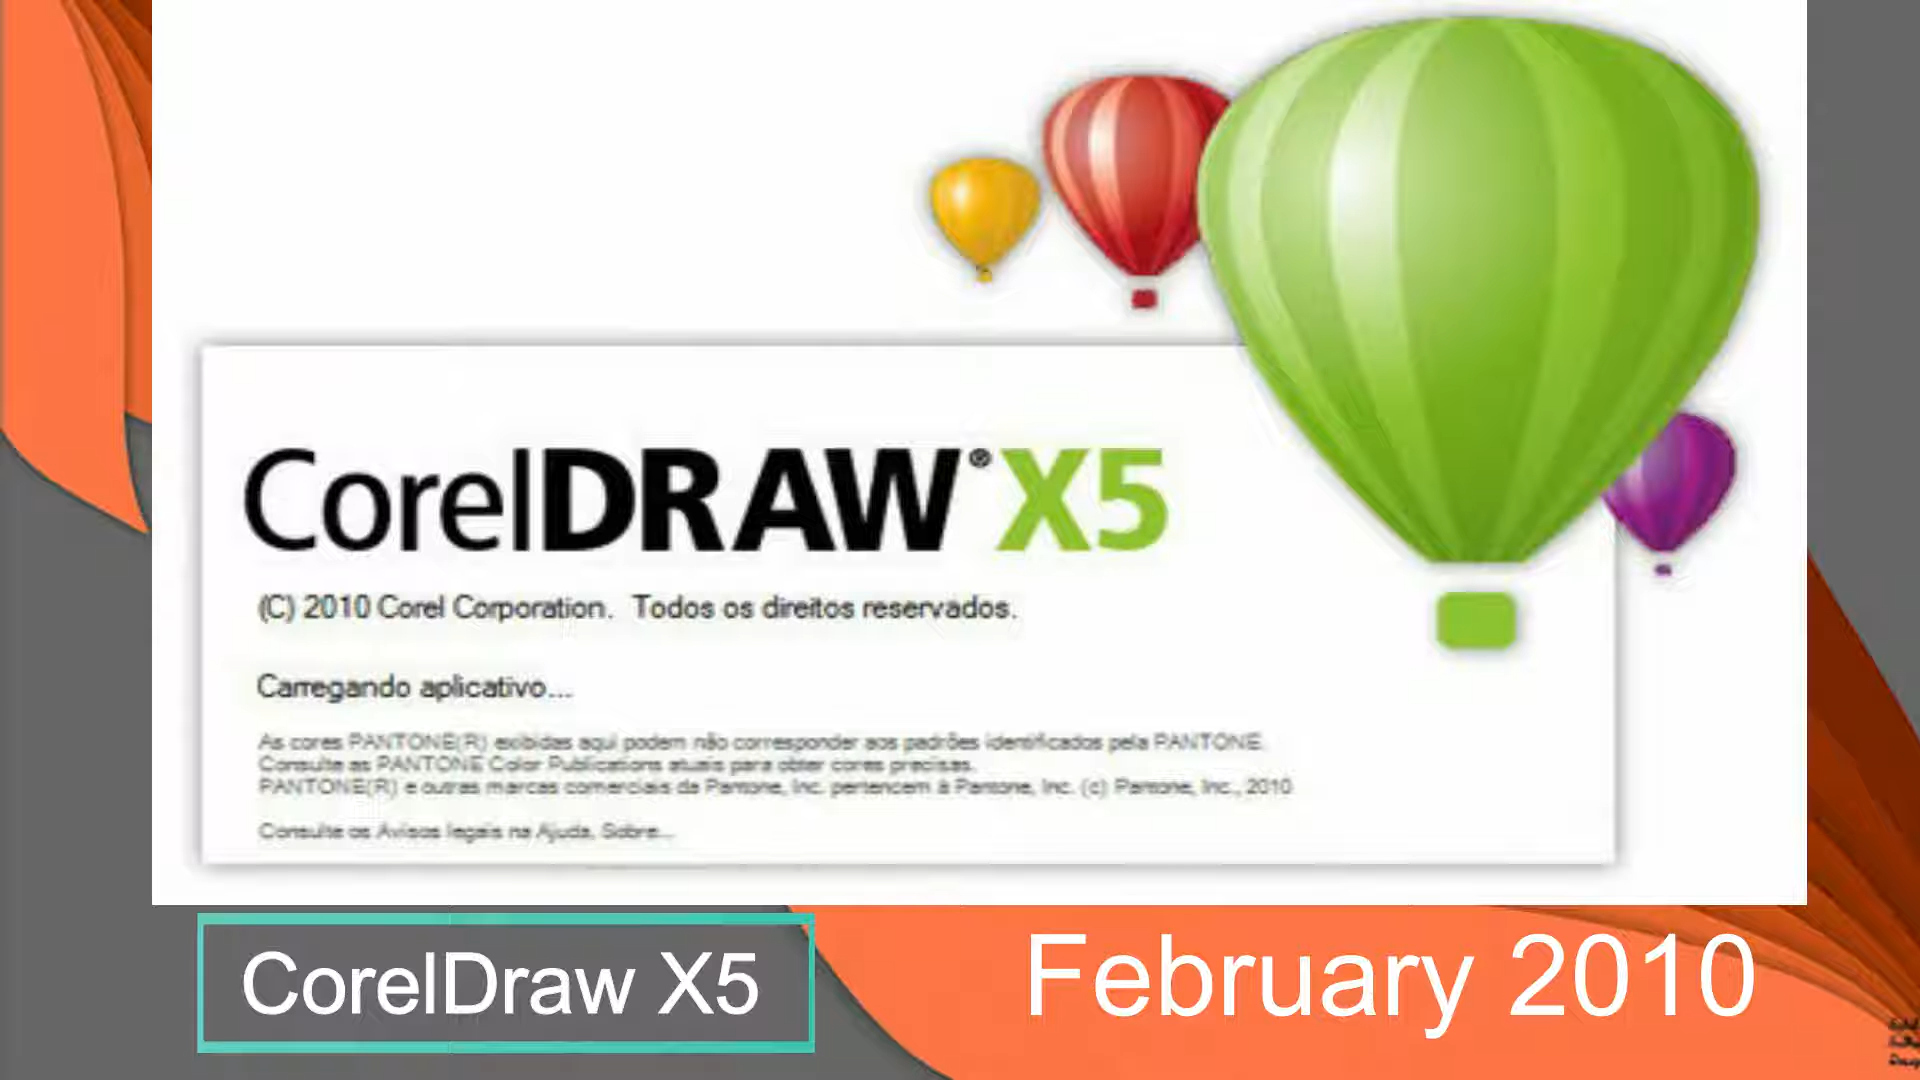 CorelDRAW® X5
(C) 2010 Corel Corporation. Todos os direitos reservados.
Carregando aplicativo...
As cores PANTONE(R) exibidas aqui podem não corresponder aos padrões identificados pela PANTONE.
Consulte as PANTONE Color Publications atuais para obter cores precisas.
PANTONE(R) e outras marcas comerciais da Pantone, Inc. pertencem à Pantone, Inc. (c) Pantone, Inc., 2010
Consulte os Avisos legais na Ajuda, Sobre...
CorelDraw X5
February 2010